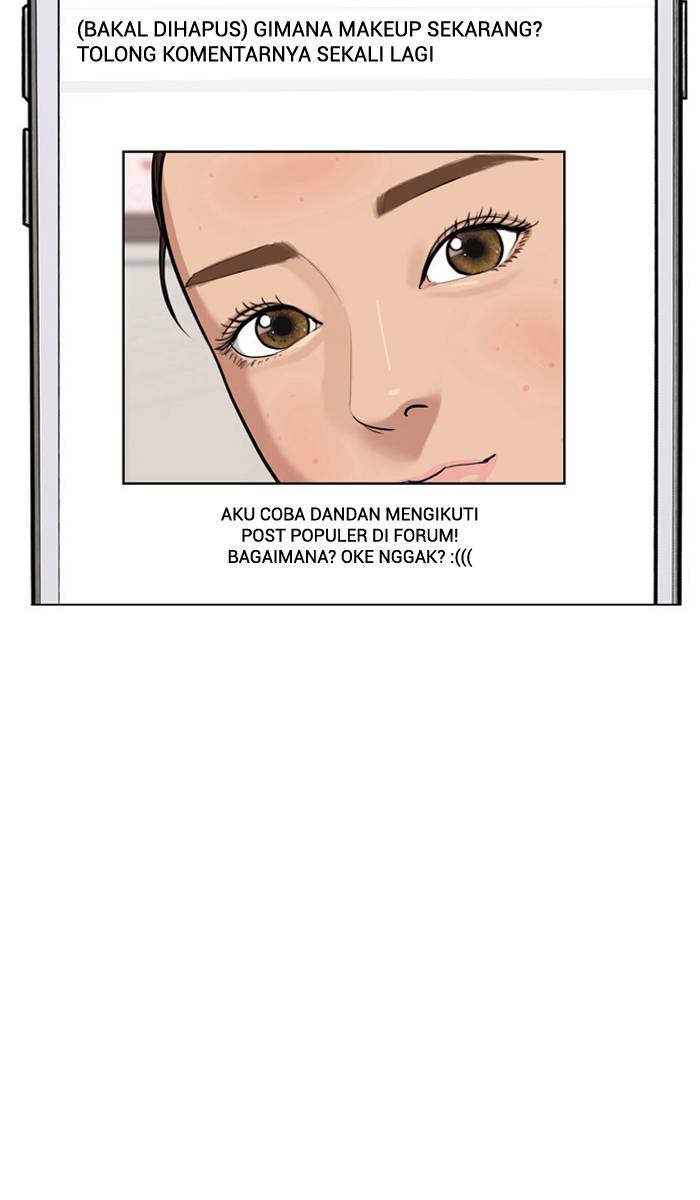 (BAKAL DIHAPUS) GIMANA MAKEUP SEKARANG?
TOLONG KOMENTARNYA SEKALI LAGI
AKU COBA DANDAN MENGIKUTI
POST POPULER DI FORUM!
BAGAIMANA? OKE NGGAK? :(((